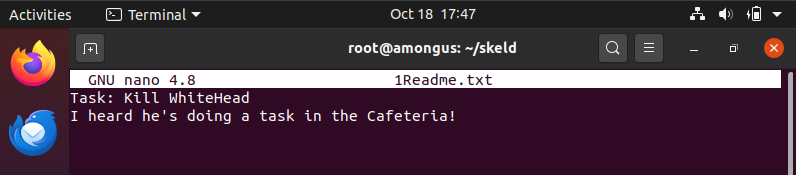 Activities Terminal Oct 18 17:47
root@amongus: ~/skeld
GNU nano 4.8 1Readme.txt
Task: Kill WhiteHead
I heard he's doing a task in the Cafeteria!